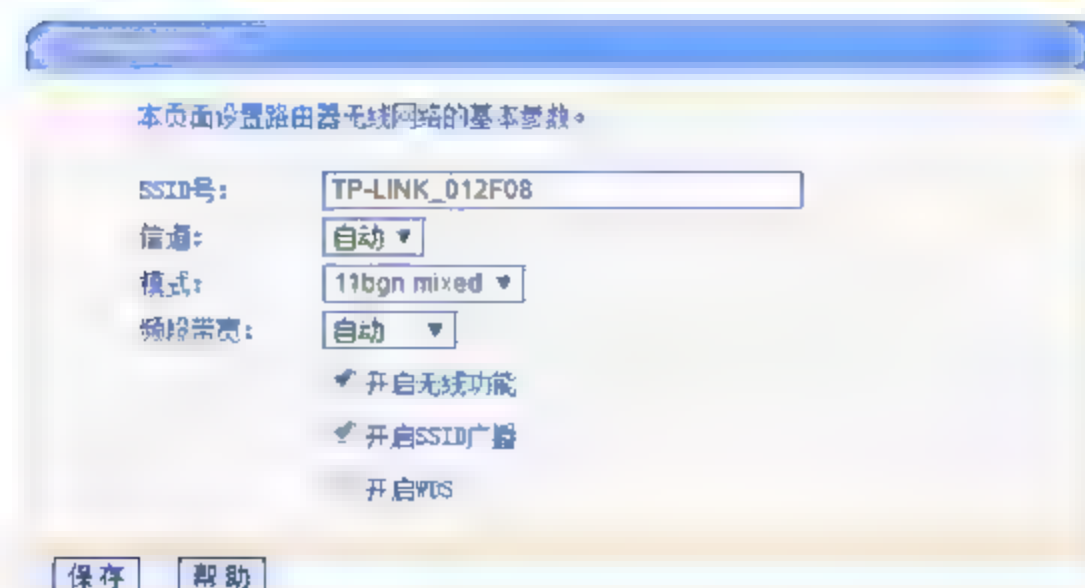 本页面设置路由器无线网络的基本参数。
SSID号： TP-LINK_012F08
信道： 自动
模式： 11bgn mixed
频段带宽： 自动
开启无线功能
开启SSID广播
开启WDS
保存 帮助